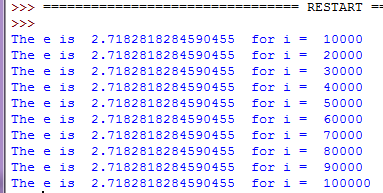 >>> ================================ RESTART ==
>>>
The e is  2.7182818284590455  for i =  10000
The e is  2.7182818284590455  for i =  20000
The e is  2.7182818284590455  for i =  30000
The e is  2.7182818284590455  for i =  40000
The e is  2.7182818284590455  for i =  50000
The e is  2.7182818284590455  for i =  60000
The e is  2.7182818284590455  for i =  70000
The e is  2.7182818284590455  for i =  80000
The e is  2.7182818284590455  for i =  90000
The e is  2.7182818284590455  for i =  100000